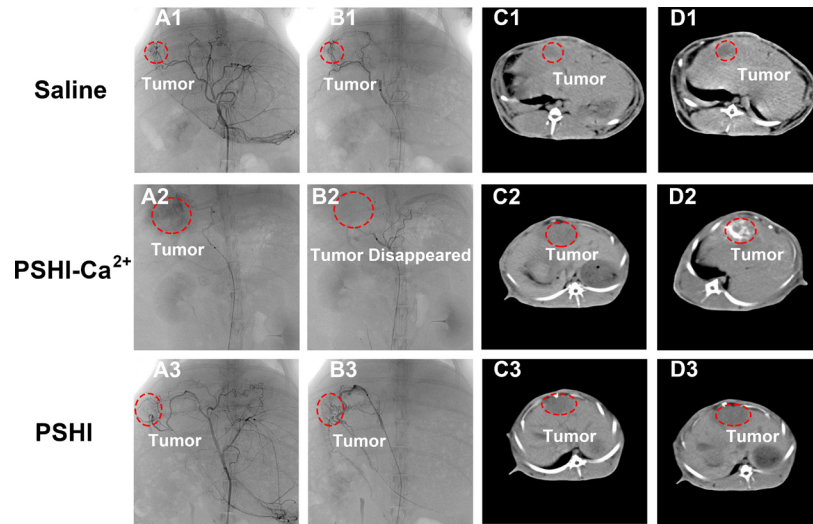 A1 B1 C1 D1
Saline Tumor Tumor Tumor Tumor
A2 B2 C2 D2
PSHI-Ca²⁺ Tumor Tumor Disappeared Tumor Tumor
A3 B3 C3 D3
PSHI Tumor Tumor Tumor Tumor